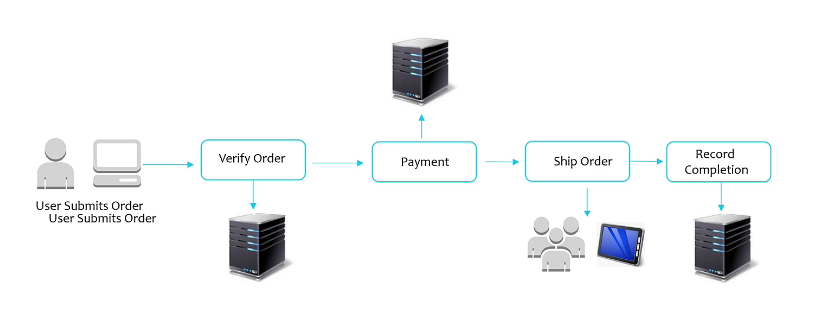 User Submits Order
User Submits Order
Verify Order
Payment
Ship Order
Record
Completion